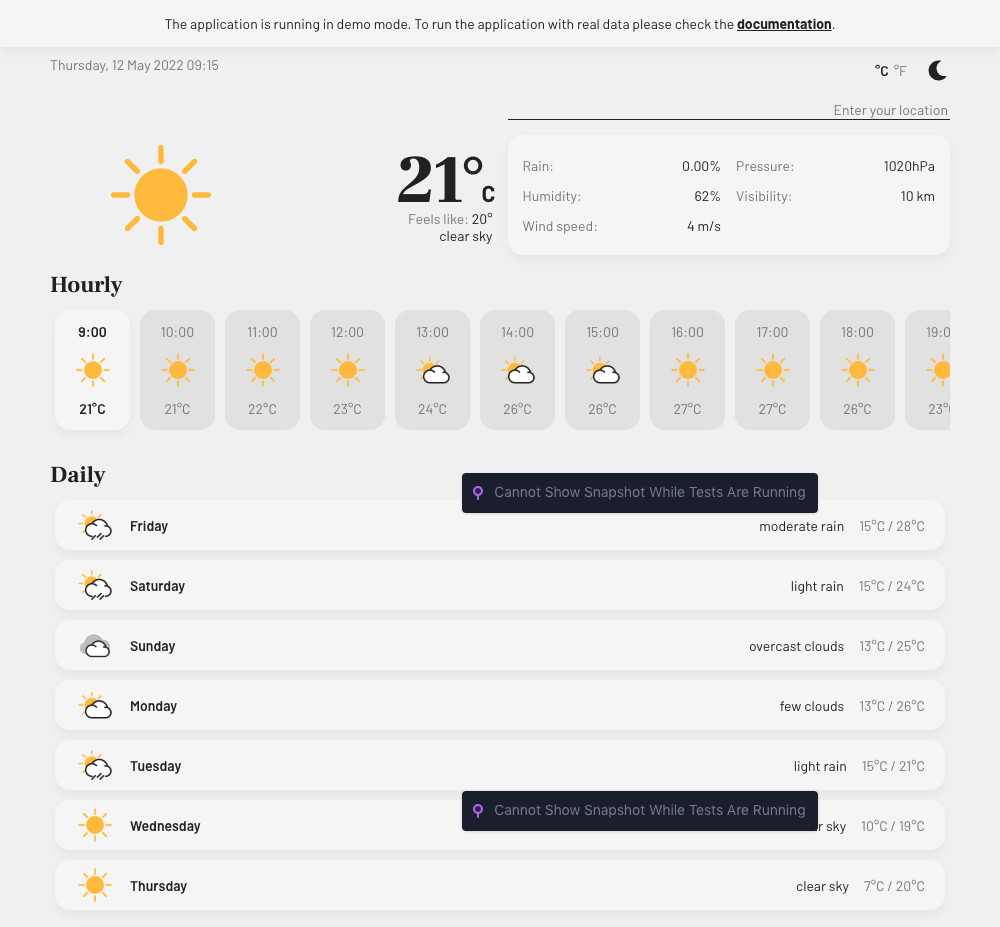 The application is running in demo mode. To run the application with real data please check the documentation.
Thursday, 12 May 2022 09:15
°C °F
Enter your location
21°C
Feels like: 20°
clear sky
Rain: 0.00% Pressure: 1020hPa
Humidity: 62% Visibility: 10 km
Wind speed: 4 m/s
Hourly
9:00 10:00 11:00 12:00 13:00 14:00 15:00 16:00 17:00 18:00
21°C 21°C 22°C 23°C 24°C 26°C 26°C 27°C 27°C 26°C 23°
Daily
Cannot Show Snapshot While Tests Are Running
Friday moderate rain 15°C / 28°C
Saturday light rain 15°C / 24°C
Sunday overcast clouds 13°C / 25°C
Monday few clouds 13°C / 26°C
Tuesday light rain 15°C / 21°C
Cannot Show Snapshot While Tests Are Running
Wednesday sky 10°C / 19°C
Thursday clear sky 7°C / 20°C